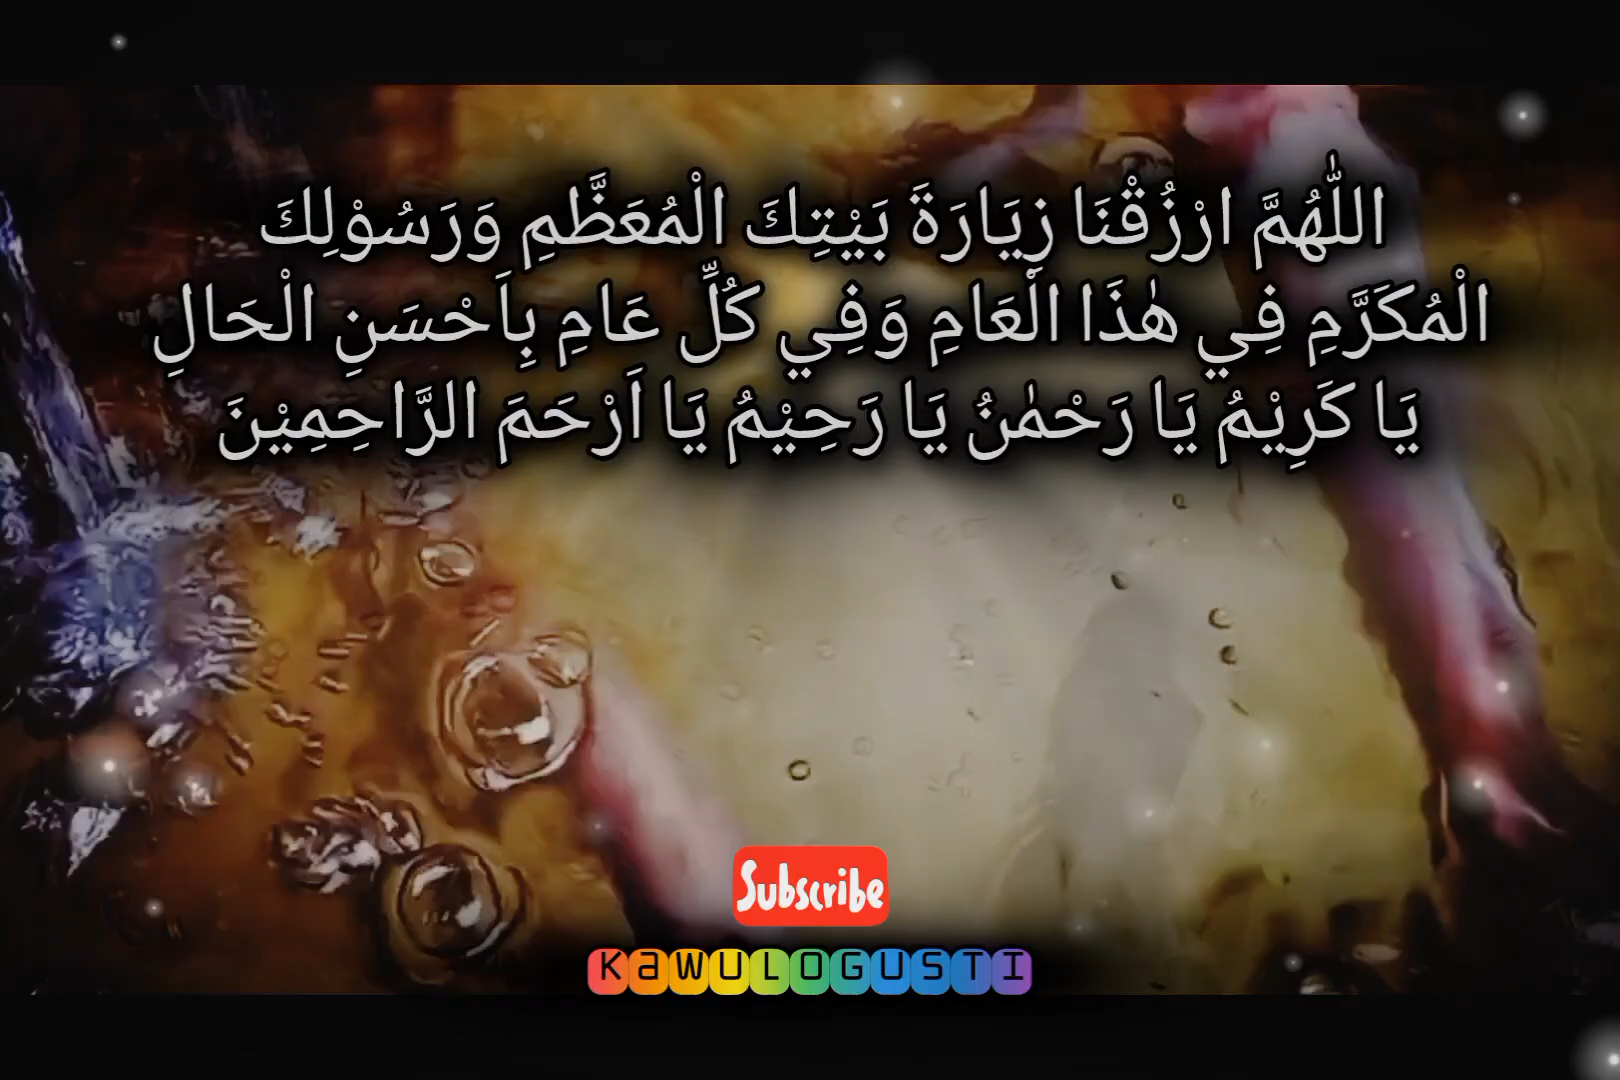 اللّٰهُمَّ ارْزُقْنَا زِيَارَةَ بَيْتِكَ الْمُعَظَّمِ وَرَسُوْلِكَ
الْمُكَرَّمِ فِي هٰذَا الْعَامِ وَفِي كُلِّ عَامِ بِاَحْسَنِ الْحَالِ
يَا كَرِيْمُ يَا رَحْمٰنُ يَا رَحِيْمُ يَا اَرْحَمَ الرَّاحِمِيْنَ
Subscribe
KaWULOGUSTI